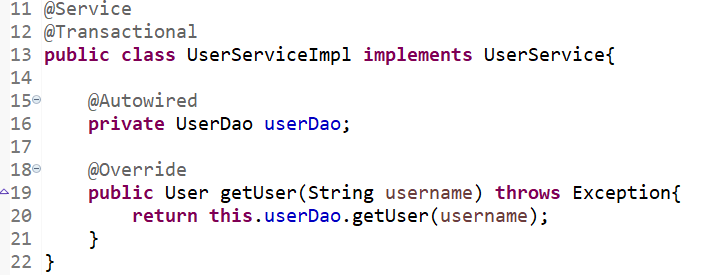 11 @Service
12 @Transactional
13 public class UserServiceImpl implements UserService{
14
15     @Autowired
16     private UserDao userDao;
17
18     @Override
19     public User getUser(String username) throws Exception{
20         return this.userDao.getUser(username);
21     }
22 }